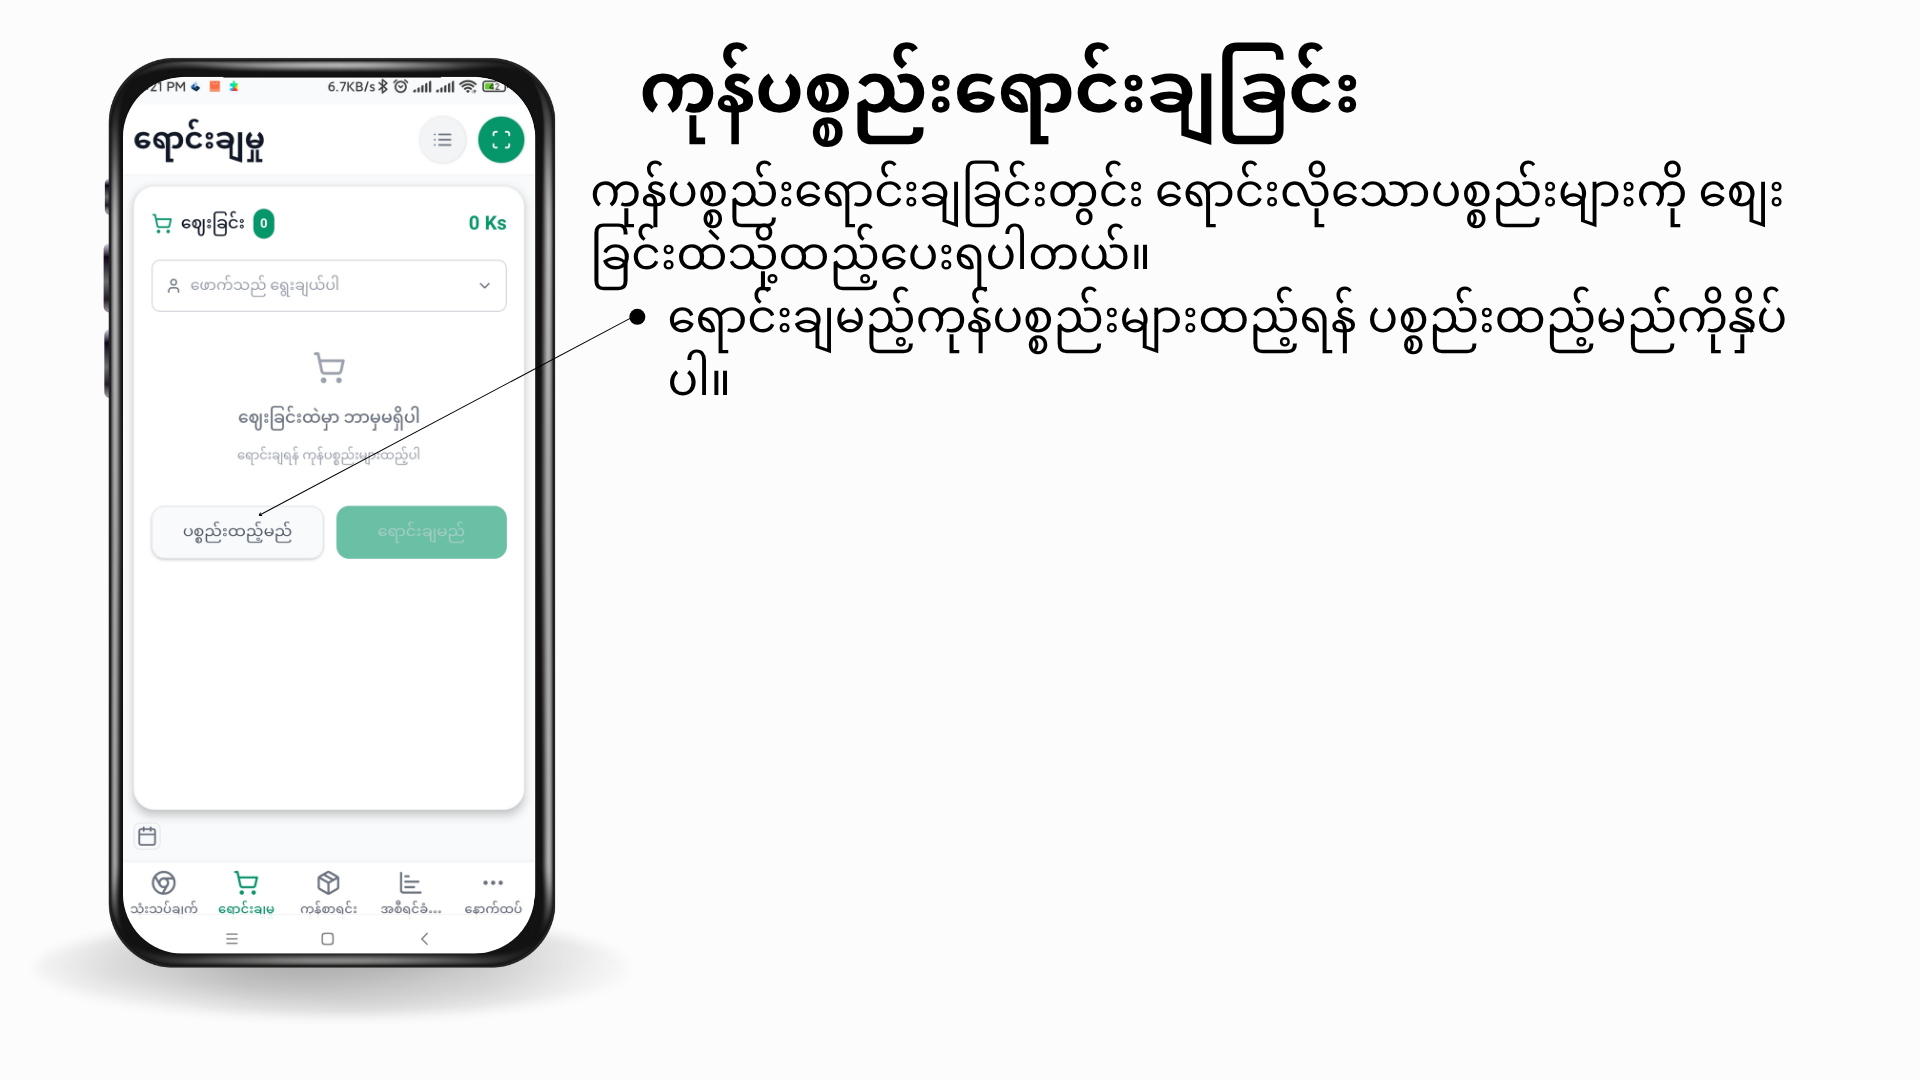 ကုန်ပစ္စည်းရောင်းချခြင်း
ကုန်ပစ္စည်းရောင်းချခြင်းတွင်း ရောင်းလိုသောပစ္စည်းများကို စျေး
ခြင်းထဲသို့ထည့်ပေးရပါတယ်။
ရောင်းချမည့်ကုန်ပစ္စည်းများထည့်ရန် ပစ္စည်းထည့်မည်ကိုနှိပ်
ပါ။
21 PM 6.7KB/s
ရောင်းချမှု
ဈေးခြင်း 0 0 Ks
ဖောက်သည် ရွေးချယ်ပါ
ဈေးခြင်းထဲမှာ ဘာမှမရှိပါ
ရောင်းချရန် ကုန်ပစ္စည်းများထည့်ပါ
ပစ္စည်းထည့်မည် ရောင်းချမည်
သုံးသပ်ချက် ရောင်းချမှု ကုန်စာရင်း အစီရင်ခံ... နောက်ထပ်